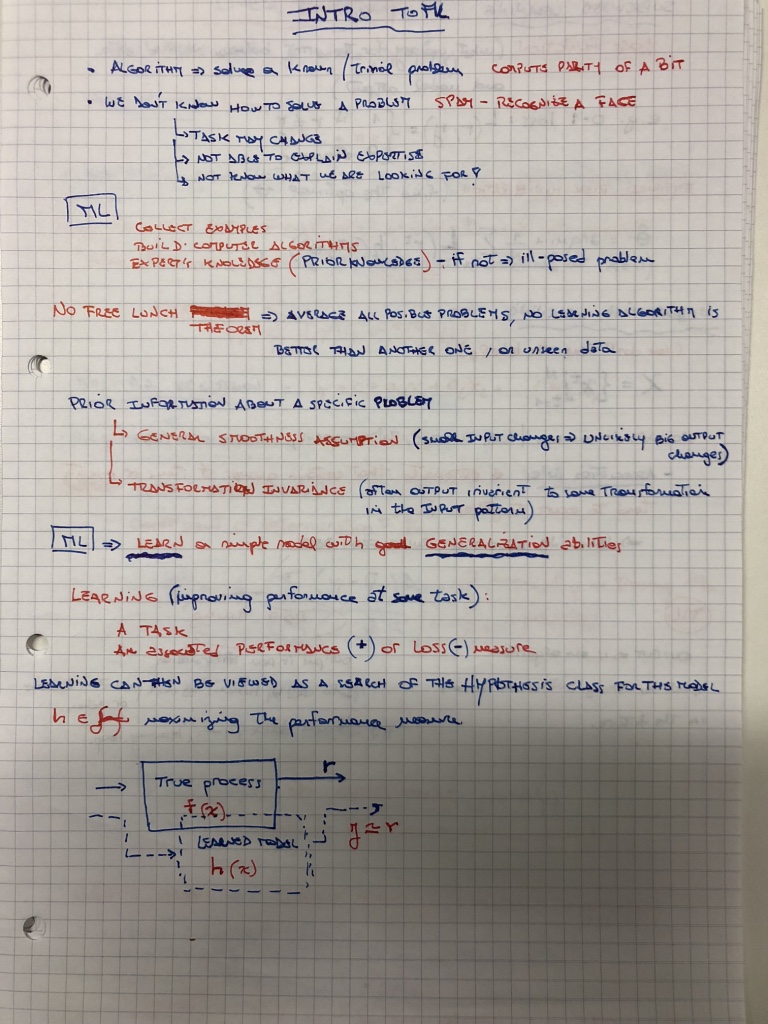 INTRO TO ML
• ALGORITHM => solve a known / Trivial problem COMPUTE PARITY OF A BIT
• WE DON'T KNOW HOW TO SOLVE A PROBLEM SPAM - RECOGNIZE A FACE
↳ TASK MAY CHANGE
↳ NOT ABLE TO EXPLAIN EXPERTISE
↳ NOT KNOW WHAT WE ARE LOOKING FOR?
ML
COLLECT EXAMPLES
BUILD COMPUTER ALGORITHMS
EXPERT'S KNOWLEDGE (PRIOR KNOWLEDGE) - if not => ill-posed problem
NO FREE LUNCH => AVERAGE ALL POSSIBLE PROBLEMS, NO LEARNING ALGORITHM IS
THEOREM
BETTER THAN ANOTHER ONE, on unseen data
PRIOR INFORMATION ABOUT A SPECIFIC PROBLEM
↳ GENERAL SMOOTHNESS ASSUMPTION (small INPUT changes => UNLIKELY BIG OUTPUT
changes)
↳ TRANSFORMATION INVARIANCE (often OUTPUT invarient to some TRANSFORMATION
in the INPUT pattern)
ML => LEARN a simple model with good GENERALIZATION abilities
LEARNING (improving performance at some task):
A TASK
An associated PERFORMANCE (+) or LOSS (-) measure
LEARNING CAN THEN BE VIEWED AS A SEARCH OF THE HYPOTHESIS CLASS FOR THE MODEL
h ∈ maximizing the performance measure
True process
r
f(x)
LEARNED MODEL
y ≃ r
h(x)